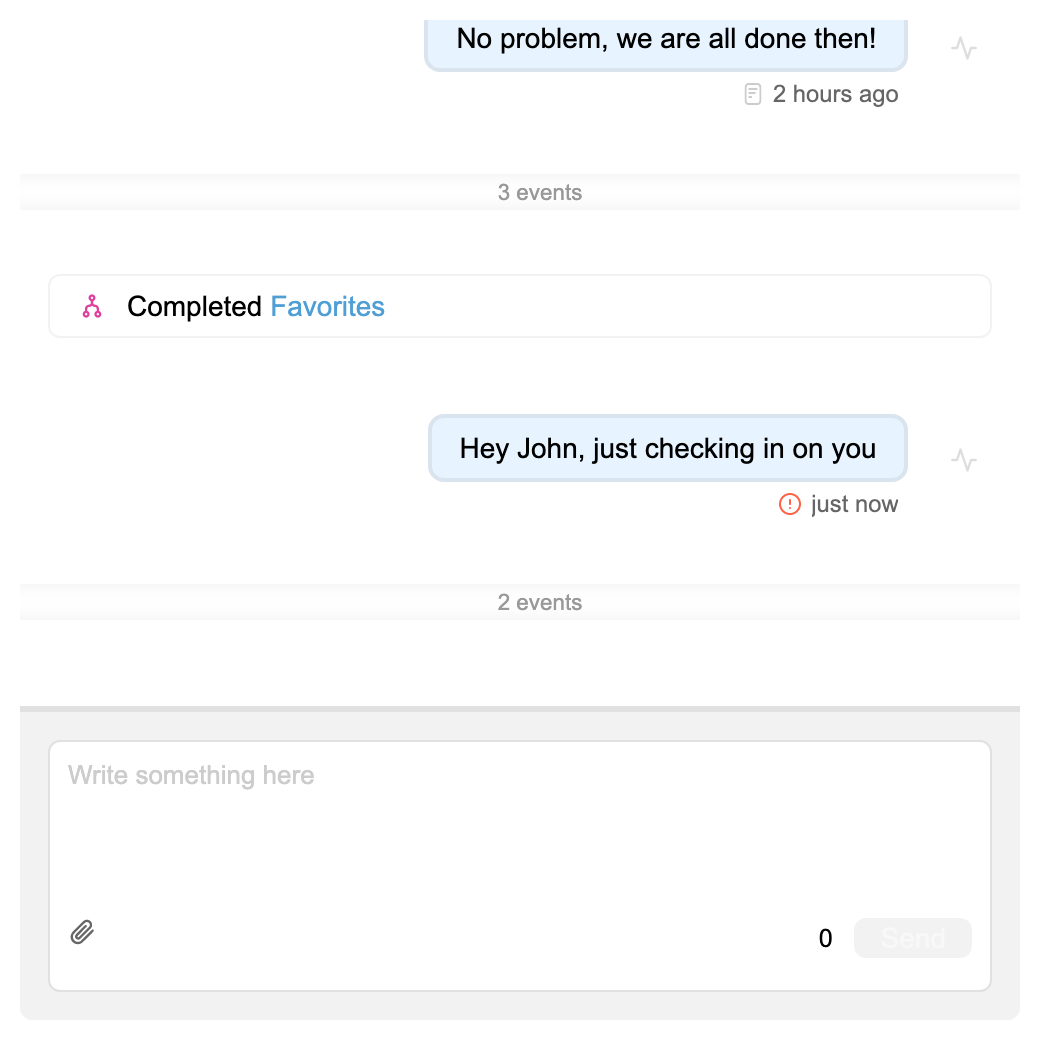 No problem, we are all done then!
2 hours ago
3 events
Completed Favorites
Hey John, just checking in on you
just now
2 events
Write something here
0 Send